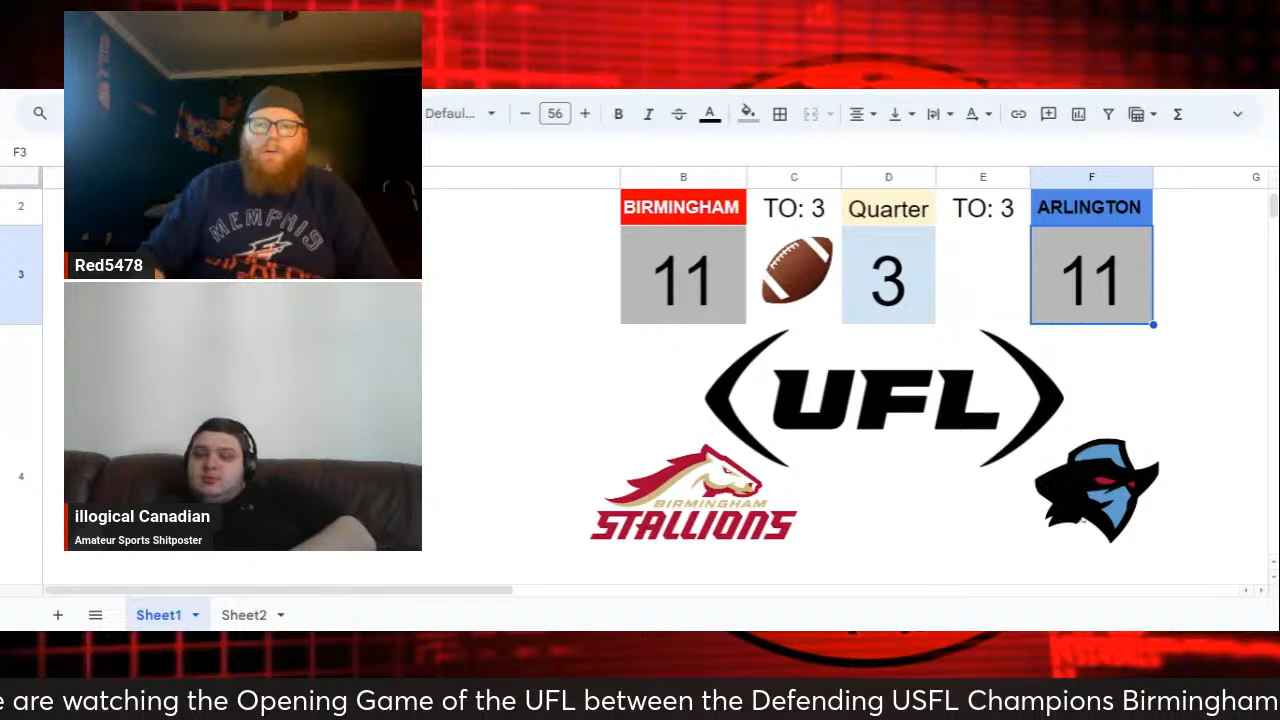 MEMPHIS
Red5478
illogical Canadian
Amateur Sports Shitposter
F3
Defaul...
56
B
I
A
A
Σ
B
C
D
E
F
G
2
BIRMINGHAM
TO: 3
Quarter
TO: 3
ARLINGTON
3
11
3
11
4
UFL
BIRMINGHAM
STALLIONS
Sheet1
Sheet2
e are watching the Opening Game of the UFL between the Defending USFL Champions Birmingham